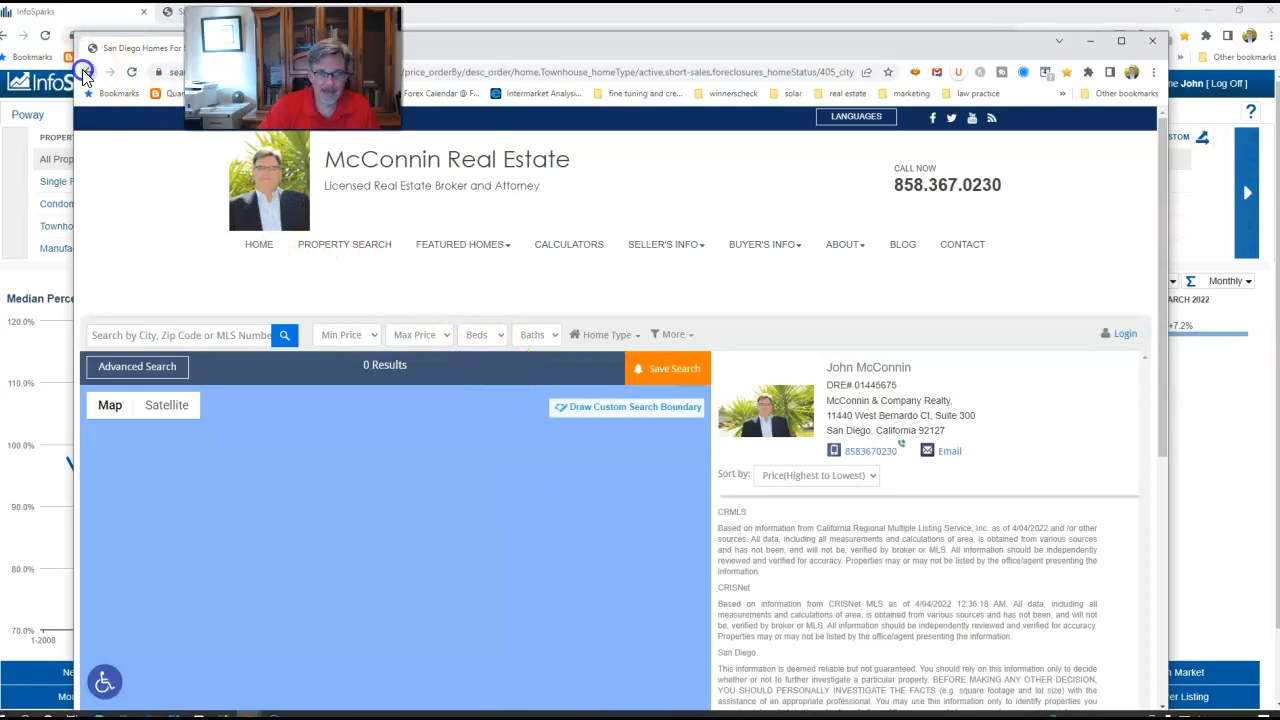 InfoSparks
San Diego Homes For S
price_orderBy/desc_order/home,Townhouse_homeType/active,short-sales,foreclosures_homeStatus/405_city
Bookmarks
Other bookmarks
Bookmarks
Forex Calendar @ F...
Intermarket Analysi...
fine tuning and cre...
winnerscheck
solar
real estate
marketing
law practice
»
Other bookmarks
me John [ Log Off ]
Poway
?
LANGUAGES
McConnin Real Estate
Licensed Real Estate Broker and Attorney
CALL NOW
858.367.0230
All Prop
Single F
Condom
Townho
Manufa
HOME
PROPERTY SEARCH
FEATURED HOMES
CALCULATORS
SELLER'S INFO
BUYER'S INFO
ABOUT
BLOG
CONTACT
Σ Monthly
Median Perce
ARCH 2022
+7.2%
120.0%
110.0%
100.0%
90.0%
80.0%
70.0%
1-2008
Search by City, Zip Code or MLS Numbe
Min Price
Max Price
Beds
Baths
Home Type
More
Login
Advanced Search
0 Results
Save Search
Map
Satellite
Draw Custom Search Boundary
John McConnin
DRE# 01445675
McConnin & Company Realty,
11440 West Bernardo Ct, Suite 300
San Diego, California 92127
8583670230
Email
Sort by: Price(Highest to Lowest)
CRMLS
Based on information from California Regional Multiple Listing Service, Inc. as of 4/04/2022 and /or other
sources. All data, including all measurements and calculations of area, is obtained from various sources
and has not been, and will not be, verified by broker or MLS. All information should be independently
reviewed and verified for accuracy. Properties may or may not be listed by the office/agent presenting the
information.
CRISNet
Based on information from CRISNet MLS as of 4/04/2022 12:36:18 AM. All data, including all
measurements and calculations of area, is obtained from various sources and has not been, and will not
be, verified by broker or MLS. All information should be independently reviewed and verified for accuracy.
Properties may or may not be listed by the office/agent presenting the information.
San Diego
This information is deemed reliable but not guaranteed. You should rely on this information only to decide
whether or not to further investigate a particular property. BEFORE MAKING ANY OTHER DECISION,
YOU SHOULD PERSONALLY INVESTIGATE THE FACTS (e.g. square footage and lot size) with the
assistance of an appropriate professional. You may use this information only to identify properties you
Market
er Listing